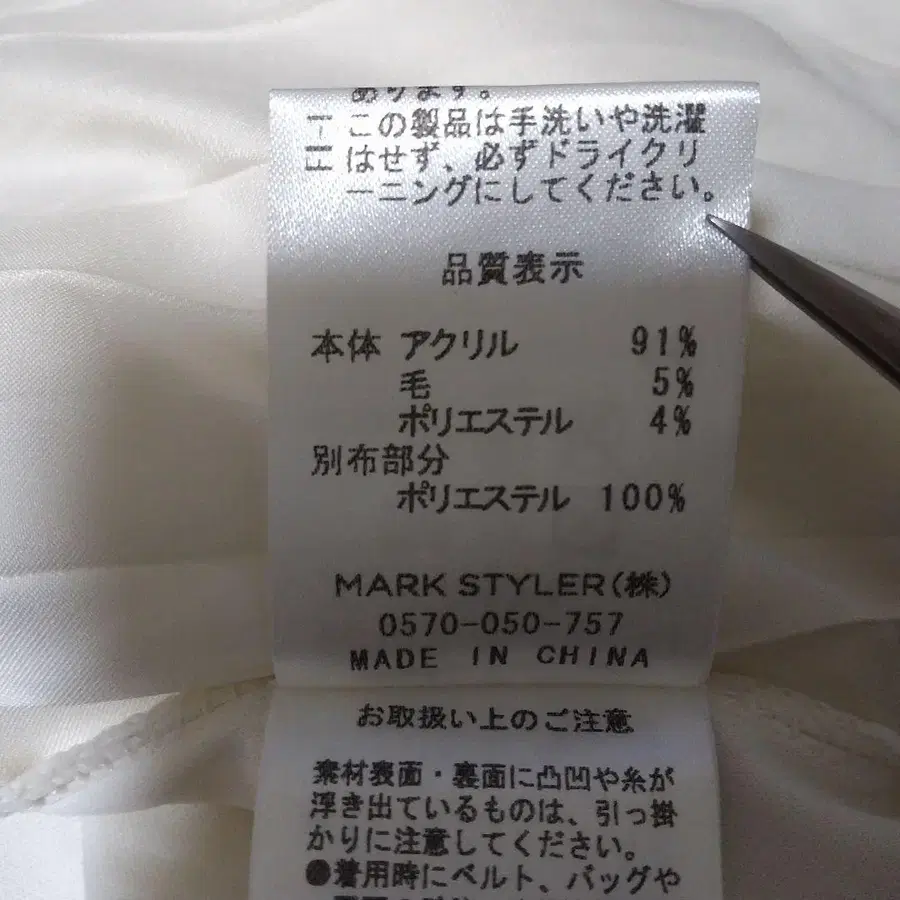 あります。
この製品は手洗いや洗濯
はせず、必ずドライクリ
ーニングにしてください。
品質表示
本体 アクリル 91%
毛 5%
ポリエステル 4%
別布部分
ポリエステル 100%
MARK STYLER(株)
0570-050-757
MADE IN CHINA
お取扱い上のご注意
素材表面・裏面に凸凹や糸が
浮き出ているものは、引っ掛
かりに注意してください。
●着用時にベルト、バッグや